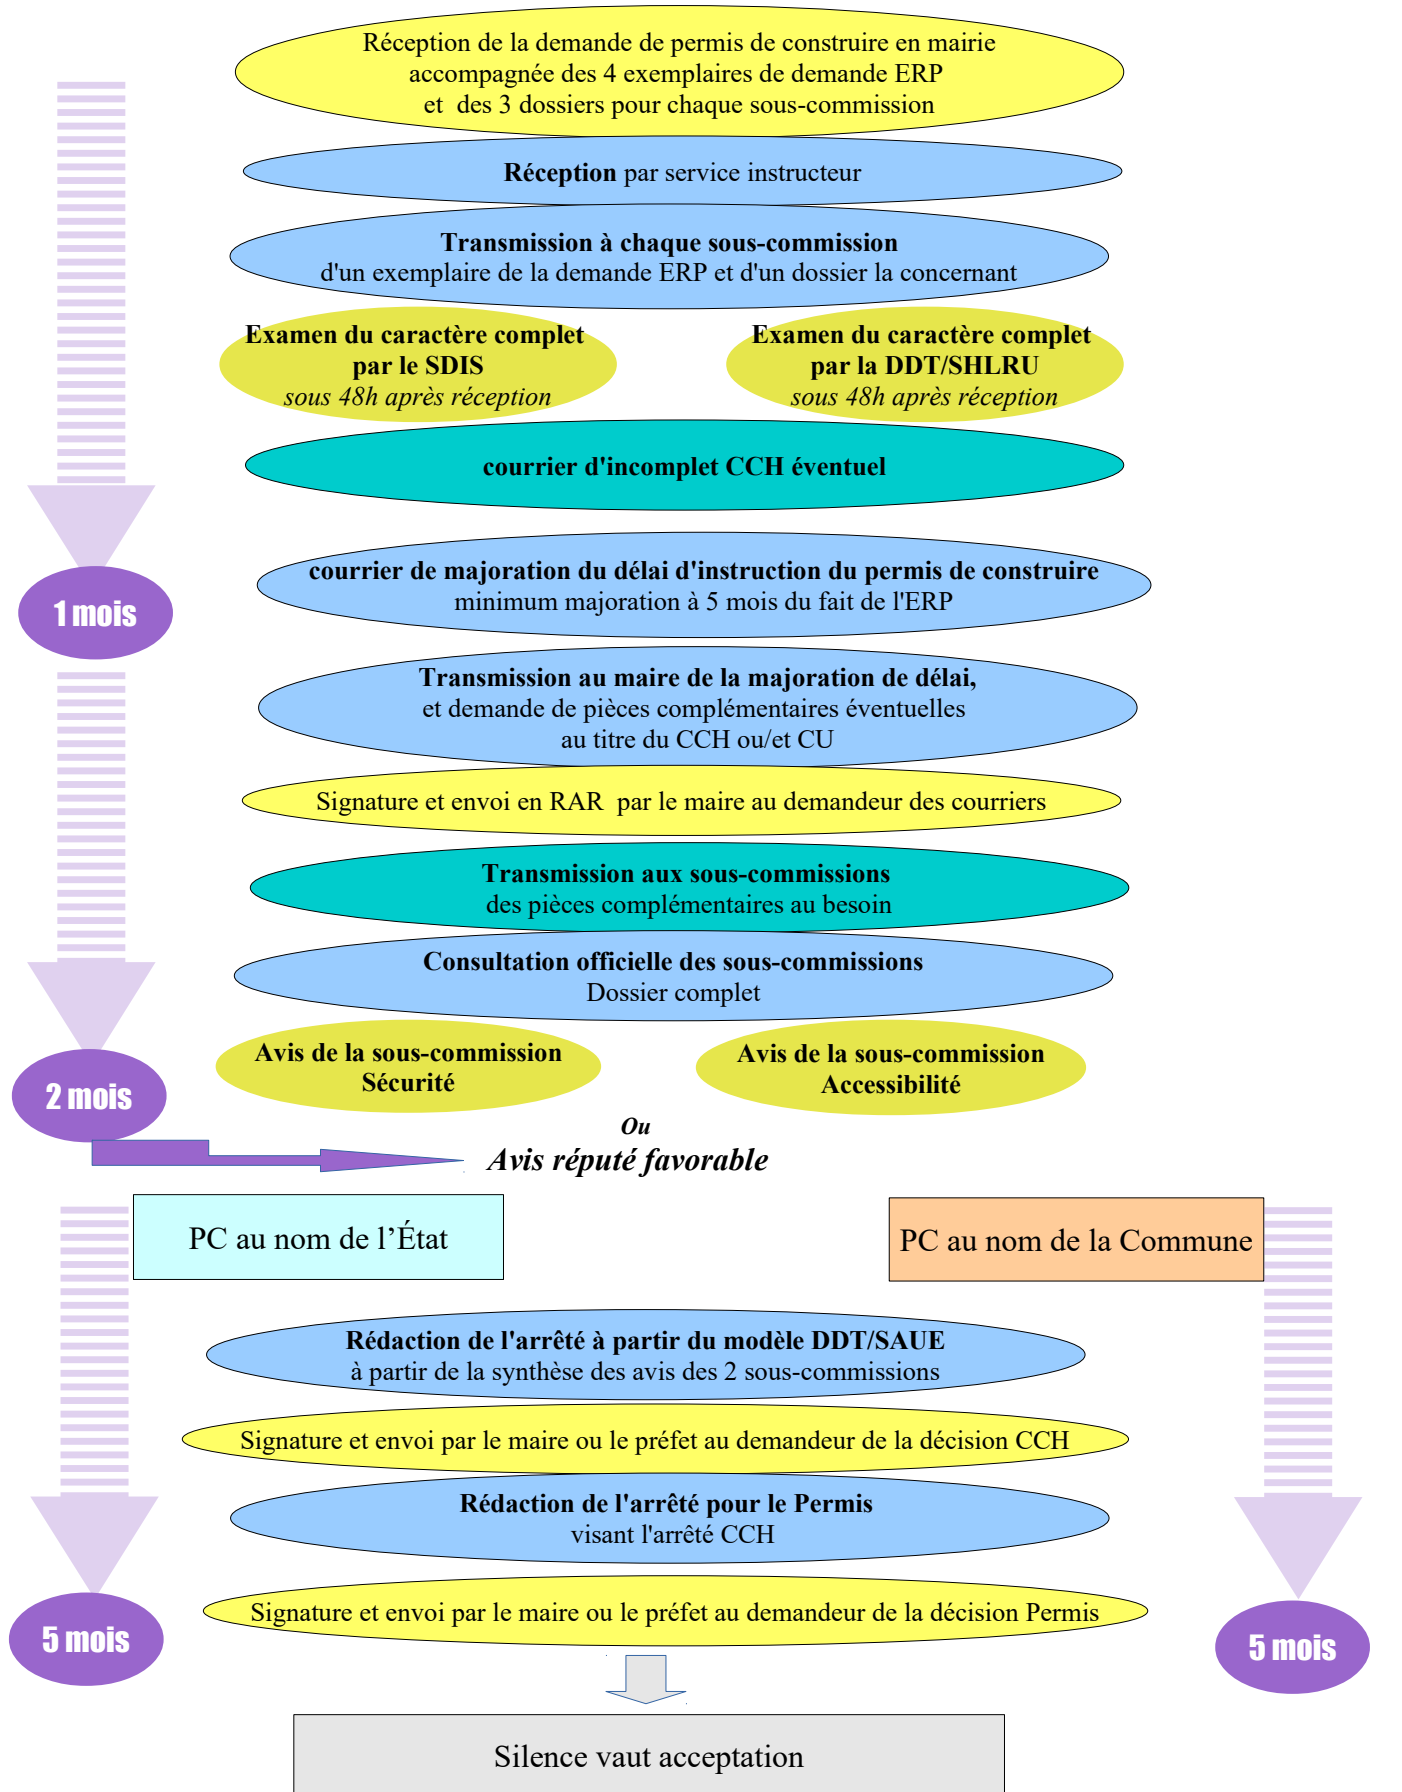 Réception de la demande de permis de construire en mairie
accompagnée des 4 exemplaires de demande ERP
et des 3 dossiers pour chaque sous-commission
Réception par service instructeur
Transmission à chaque sous-commission
d'un exemplaire de la demande ERP et d'un dossier la concernant
Examen du caractère complet
par le SDIS
sous 48h après réception
Examen du caractère complet
par la DDT/SHLRU
sous 48h après réception
courrier d'incomplet CCH éventuel
courrier de majoration du délai d'instruction du permis de construire
minimum majoration à 5 mois du fait de l'ERP
1 mois
Transmission au maire de la majoration de délai,
et demande de pièces complémentaires éventuelles
au titre du CCH ou/et CU
Signature et envoi en RAR par le maire au demandeur des courriers
Transmission aux sous-commissions
des pièces complémentaires au besoin
Consultation officielle des sous-commissions
Dossier complet
Avis de la sous-commission
Sécurité
Avis de la sous-commission
Accessibilité
2 mois
Ou
Avis réputé favorable
PC au nom de l’État
PC au nom de la Commune
Rédaction de l'arrêté à partir du modèle DDT/SAUE
à partir de la synthèse des avis des 2 sous-commissions
Signature et envoi par le maire ou le préfet au demandeur de la décision CCH
Rédaction de l'arrêté pour le Permis
visant l'arrêté CCH
Signature et envoi par le maire ou le préfet au demandeur de la décision Permis
5 mois
5 mois
Silence vaut acceptation